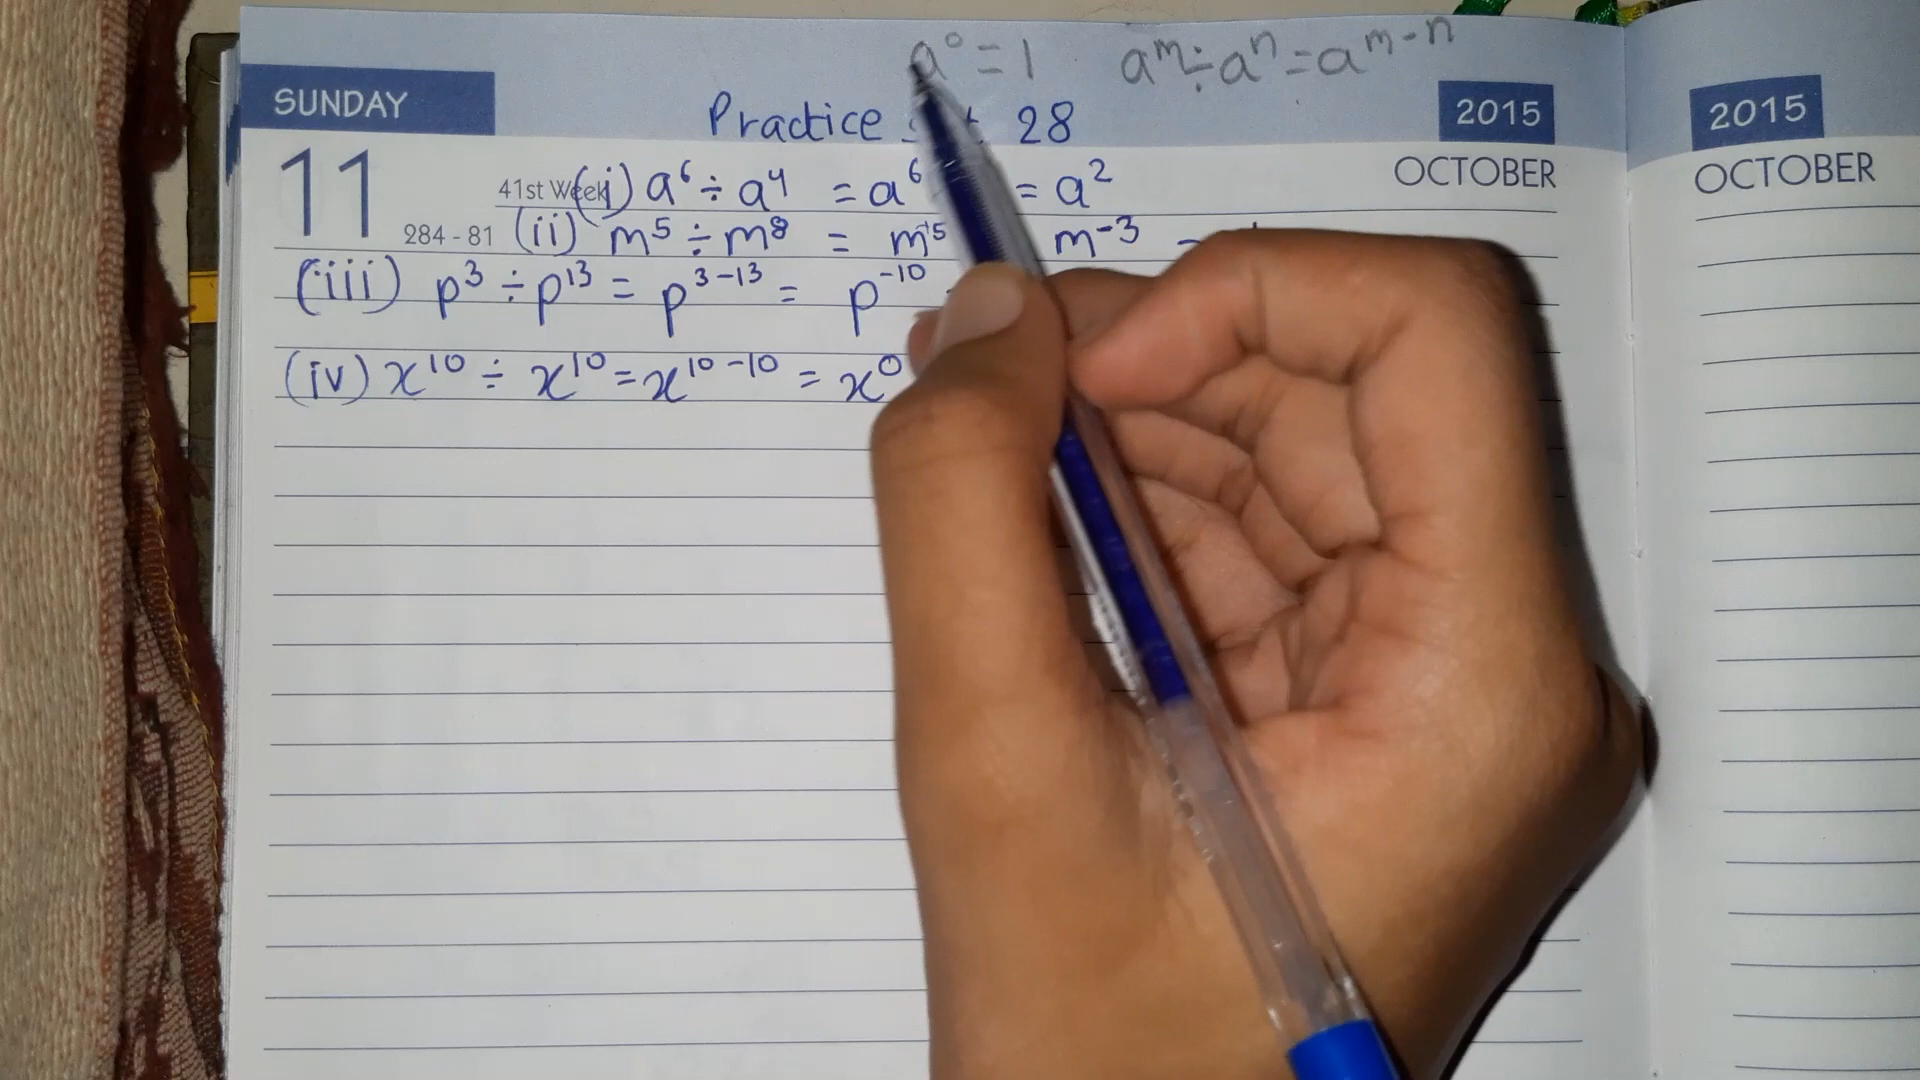 a⁰ = 1 aᵐ ÷ aⁿ = aᵐ⁻ⁿ
SUNDAY Practice 28 2015 2015
11 41st Week (i) a⁶ ÷ a⁴ = a⁶ = a² OCTOBER OCTOBER
284 - 81 (ii) m⁵ ÷ m⁸ = m⁵ m⁻³
(iii) p³ ÷ p¹³ = p³⁻¹³ = p⁻¹⁰
(iv) x¹⁰ ÷ x¹⁰ = x¹⁰⁻¹⁰ = x⁰